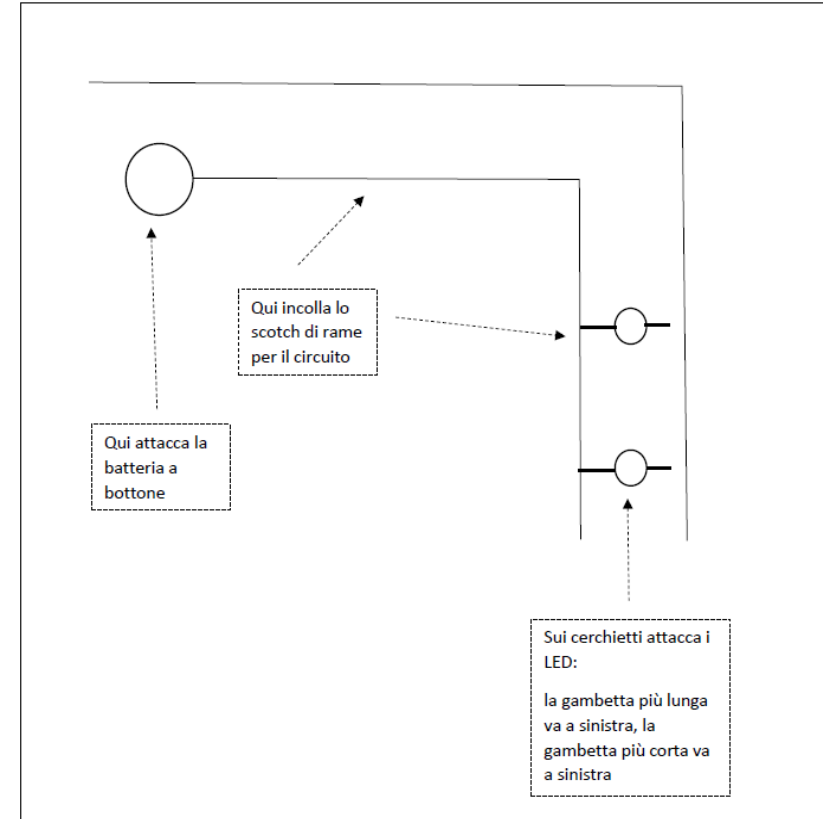 Qui incolla lo
scotch di rame
per il circuito
Qui attacca la
batteria a
bottone
Sui cerchietti attacca i
LED:
la gambetta più lunga
va a sinistra, la
gambetta più corta va
a sinistra